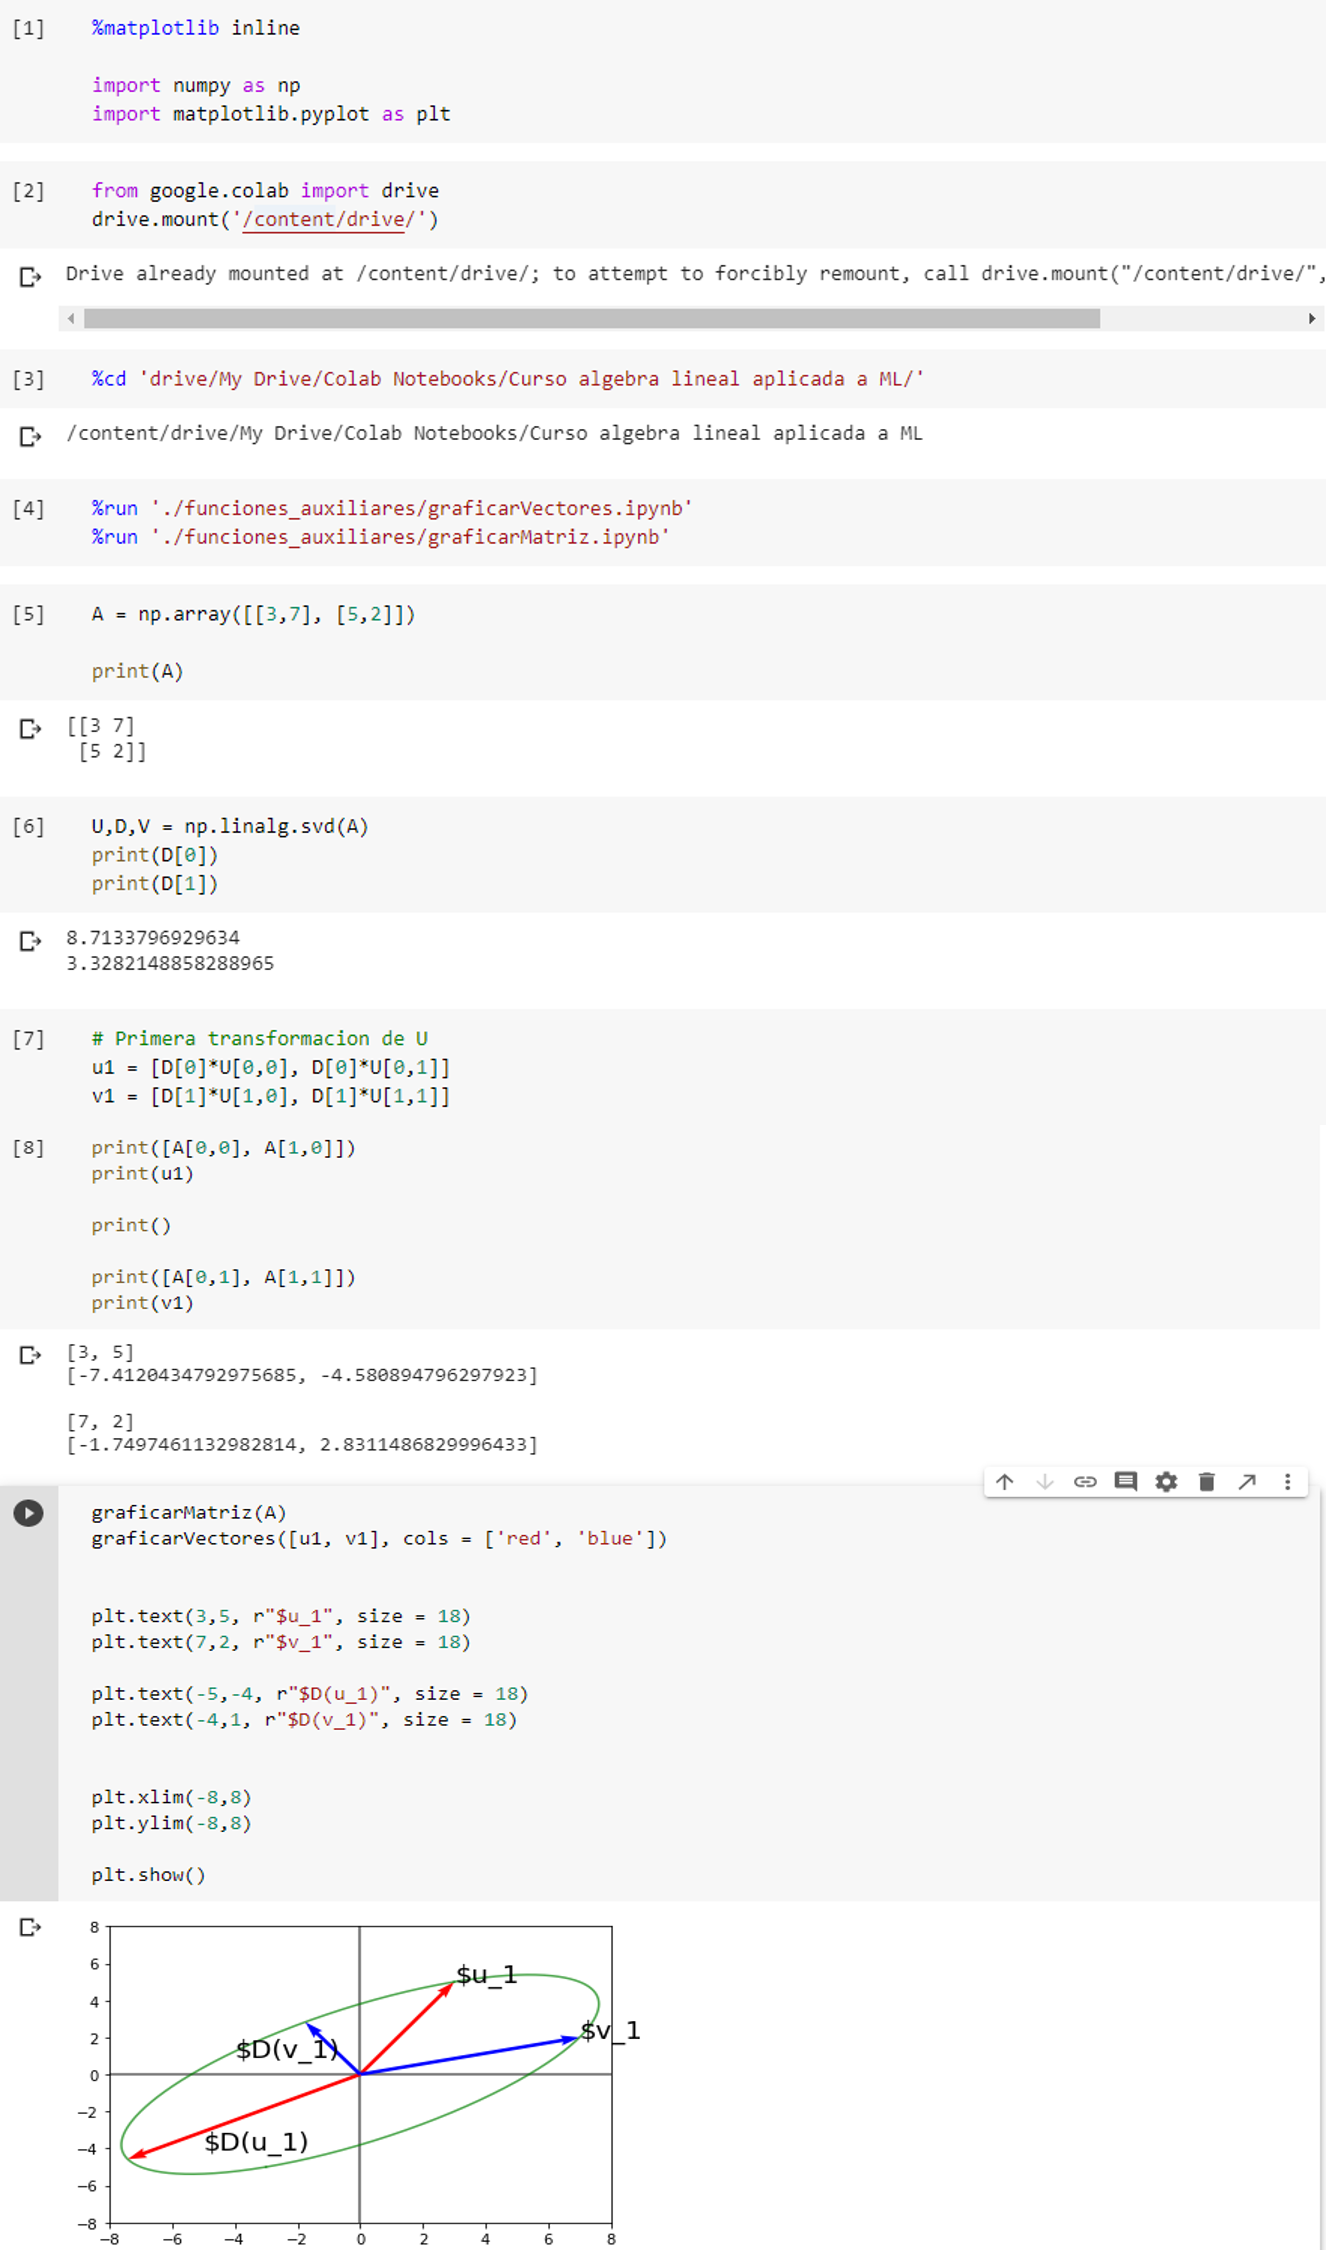 [1] %matplotlib inline
import numpy as np
import matplotlib.pyplot as plt
[2] from google.colab import drive
drive.mount('/content/drive/')
Drive already mounted at /content/drive/; to attempt to forcibly remount, call drive.mount("/content/drive/",
[3] %cd 'drive/My Drive/Colab Notebooks/Curso algebra lineal aplicada a ML/'
/content/drive/My Drive/Colab Notebooks/Curso algebra lineal aplicada a ML
[4] %run './funciones_auxiliares/graficarVectores.ipynb'
%run './funciones_auxiliares/graficarMatriz.ipynb'
[5] A = np.array([[3,7], [5,2]])
print(A)
[[3 7]
[5 2]]
[6] U,D,V = np.linalg.svd(A)
print(D[0])
print(D[1])
8.7133796929634
3.3282148858288965
[7] # Primera transformacion de U
u1 = [D[0]*U[0,0], D[0]*U[0,1]]
v1 = [D[1]*U[1,0], D[1]*U[1,1]]
[8] print([A[0,0], A[1,0]])
print(u1)
print()
print([A[0,1], A[1,1]])
print(v1)
[3, 5]
[-7.4120434792975685, -4.580894796297923]
[7, 2]
[-1.7497461132982814, 2.8311486829996433]
graficarMatriz(A)
graficarVectores([u1, v1], cols = ['red', 'blue'])
plt.text(3,5, r"$u_1", size = 18)
plt.text(7,2, r"$v_1", size = 18)
plt.text(-5,-4, r"$D(u_1)", size = 18)
plt.text(-4,1, r"$D(v_1)", size = 18)
plt.xlim(-8,8)
plt.ylim(-8,8)
plt.show()
8
6
$u_1
4
2
$v_1
$D(v_1)
0
−2
−4
$D(u_1)
−6
−8
−8 −6 −4 −2 0 2 4 6 8